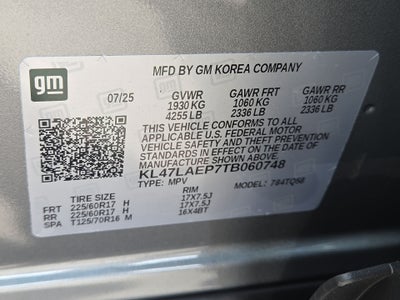 gm
MFD BY GM KOREA COMPANY
07/25
GVWR GAWR FRT GAWR RR
1930 KG 1060 KG 1060 KG
4255 LB 2336 LB 2336 LB
THIS VEHICLE CONFORMS TO ALL
APPLICABLE U.S. FEDERAL MOTOR
VEHICLE SAFETY AND THEFT PREVENTION
STANDARDS IN EFFECT ON THE DATE OF
MANUFACTURE SHOWN ABOVE.
KL47LAEP7TB060748
TYPE: MPV MODEL: 784TQ56
TIRE SIZE RIM
FRT 225/60R17 H 17X7.5J
RR 225/60R17 H 17X7.5J
SPA T125/70R16 M 16X4BT